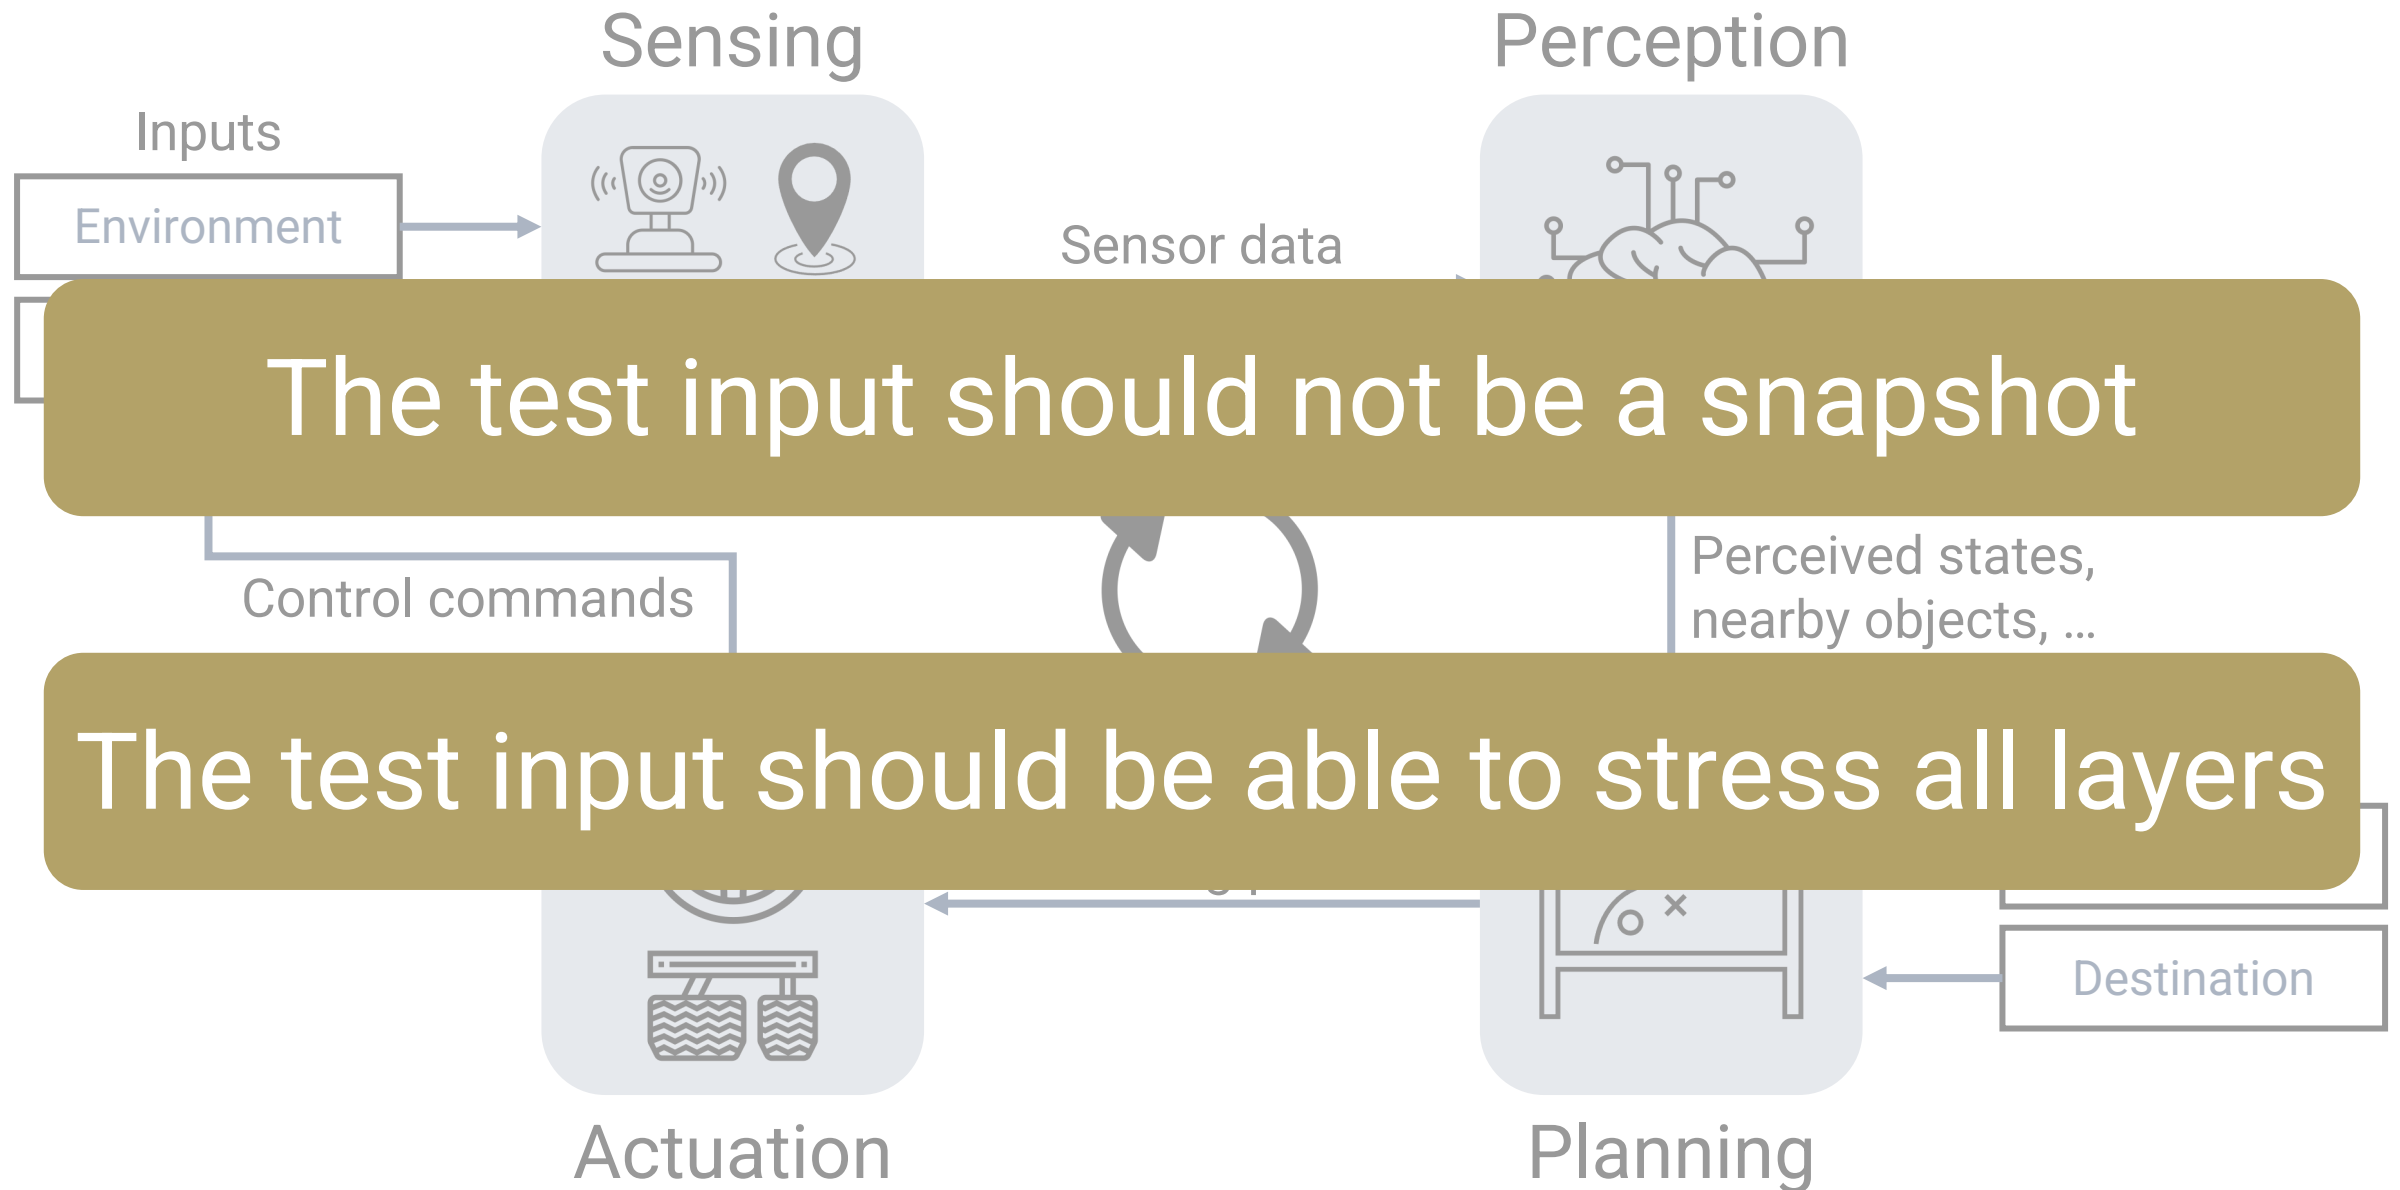 Sensing
Perception
Inputs
Environment
Sensor data
The test input should not be a snapshot
Control commands
Perceived states,
nearby objects, ...
The test input should be able to stress all layers
Destination
Actuation
Planning